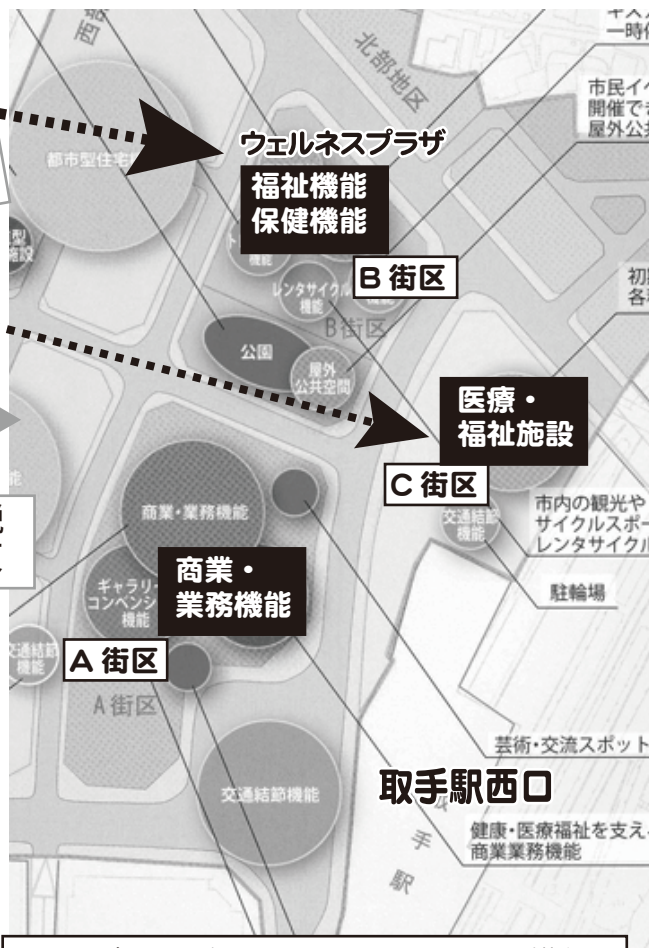 北部地区
市民イベ
開催でき
屋外公共
ウェルネスプラザ
都市型住宅
福祉機能
保健機能
B街区
レンタサイクル
機能
B街区
公園
屋外
公共空間
医療・
福祉施設
C街区
交通結節
機能
商業・業務機能
市内の観光や
サイクルスポー
レンタサイクル
商業・
業務機能
ギャラリー
コンベンシ
機能
駐輪場
交通結節
機能
A街区
A街区
芸術・交流スポット
交通結節機能
取手駅西口
手
駅
健康・医療福祉を支え
商業業務機能